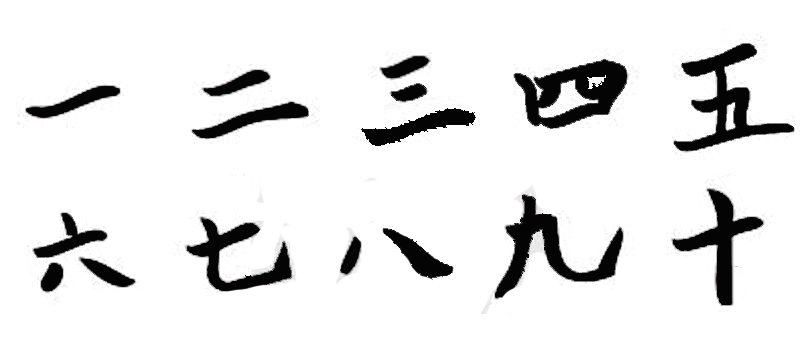 一 二 三 四 五
六 七 八 九 十